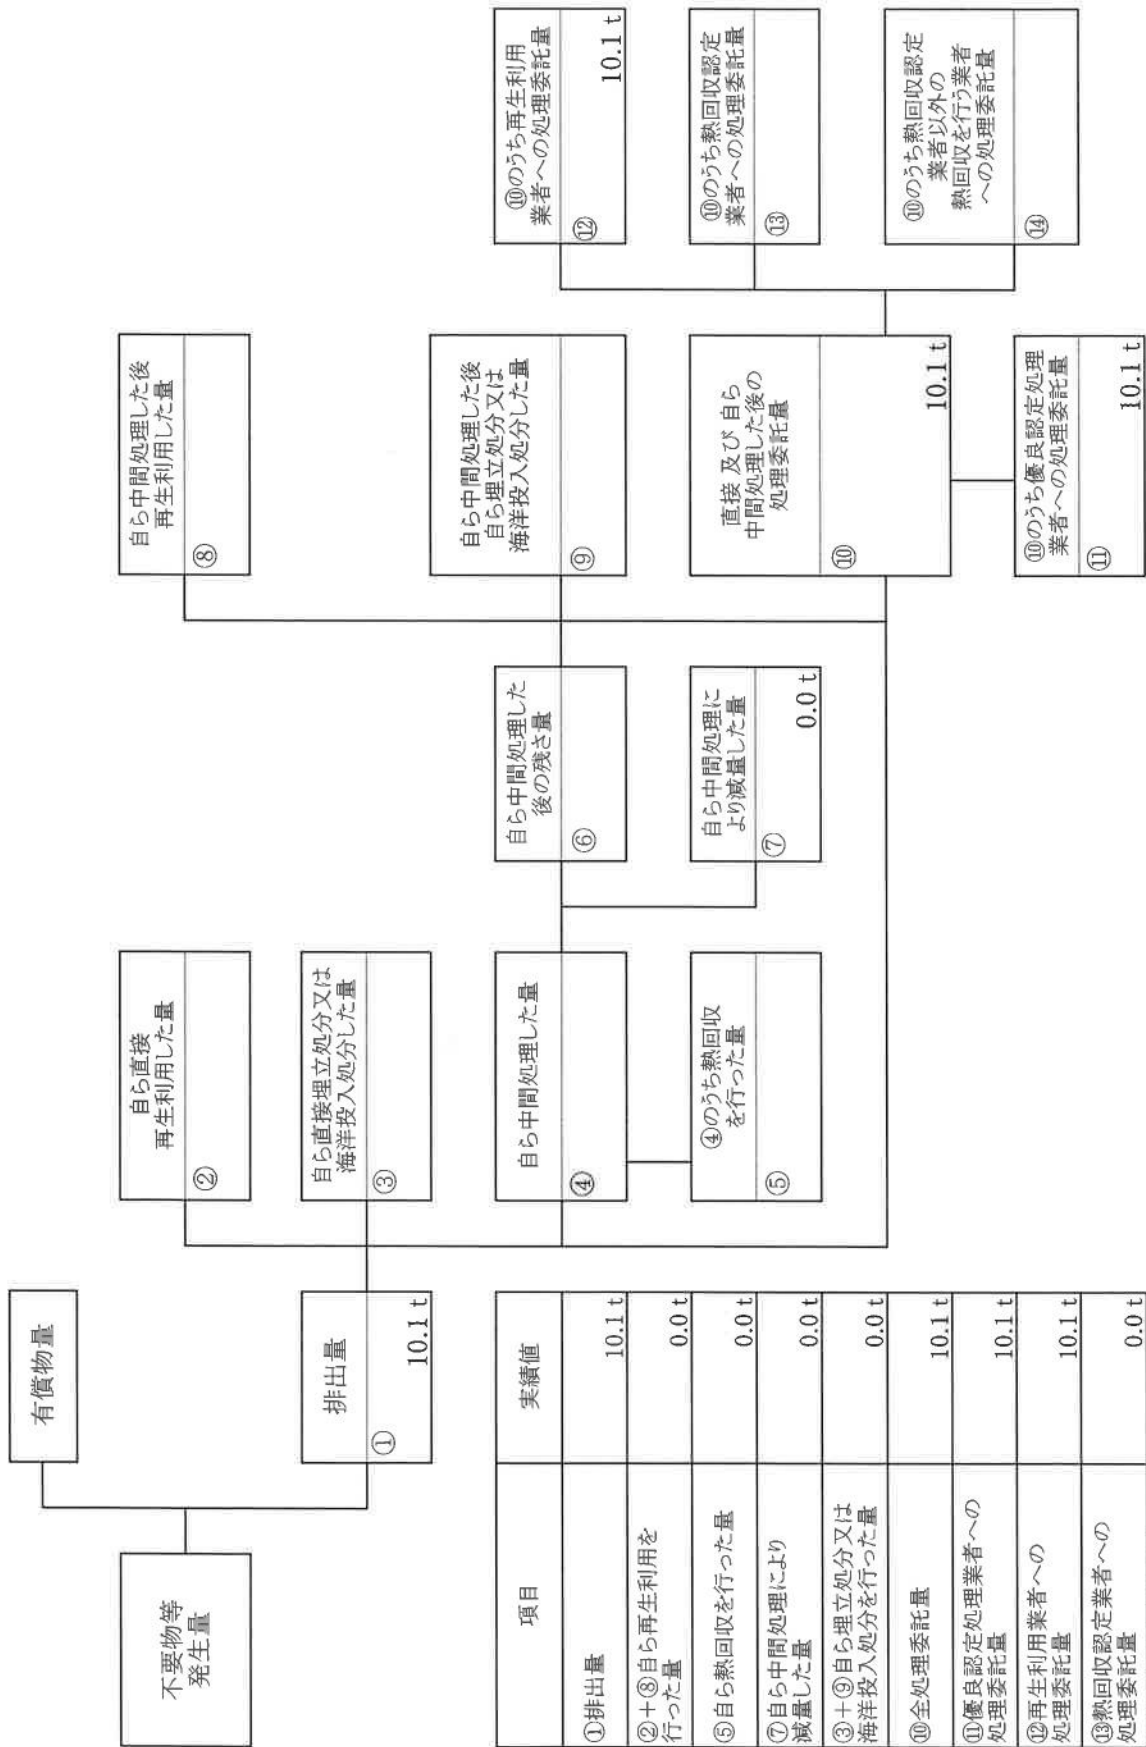 不要物等
発生量
有償物量
排出量
①
10.1 t
自ら直接
再生利用した量
②
自ら直接埋立処分又は
海洋投入処分した量
③
自ら中間処理した量
④
④のうち熱回収
を行った量
⑤
自ら中間処理した
後の残さ量
⑥
自ら中間処理に
より減量した量
⑦
0.0 t
自ら中間処理した後
再生利用した量
⑧
自ら中間処理した後
自ら埋立処分又は
海洋投入処分した量
⑨
直接 及び 自ら
中間処理した後の
処理委託量
⑩
10.1 t
⑩のうち優良認定処理
業者への処理委託量
⑪
10.1 t
⑩のうち再生利用
業者への処理委託量
⑫
10.1 t
⑩のうち熱回収認定
業者への処理委託量
⑬
⑩のうち熱回収認定
業者以外の
熱回収を行う業者
への処理委託量
⑭
項目 実績値
①排出量 10.1 t
②+⑧自ら再生利用を
行った量 0.0 t
⑤自ら熱回収を行った量 0.0 t
⑦自ら中間処理により
減量した量 0.0 t
③+⑨自ら埋立処分又は
海洋投入処分を行った量 0.0 t
⑩全処理委託量 10.1 t
⑪優良認定処理業者への
処理委託量 10.1 t
⑫再生利用業者への
処理委託量 10.1 t
⑬熱回収認定業者への
処理委託量 0.0 t